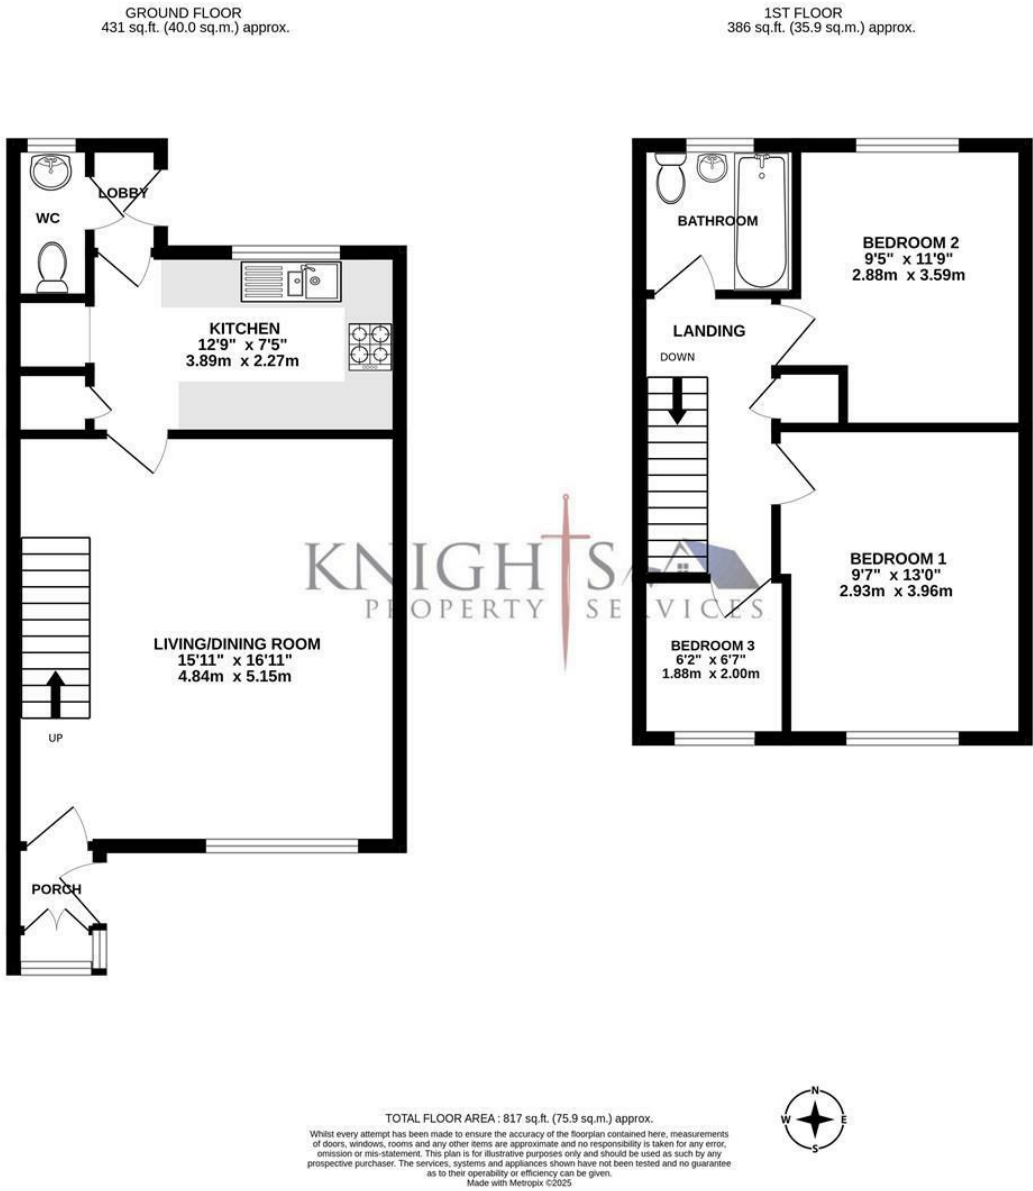 GROUND FLOOR
431 sq.ft. (40.0 sq.m.) approx.
1ST FLOOR
386 sq.ft. (35.9 sq.m.) approx.
LOBBY
WC
KITCHEN
12'9" x 7'5"
3.89m x 2.27m
LIVING/DINING ROOM
15'11" x 16'11"
4.84m x 5.15m
UP
PORCH
BATHROOM
BEDROOM 2
9'5" x 11'9"
2.88m x 3.59m
LANDING
DOWN
BEDROOM 1
9'7" x 13'0"
2.93m x 3.96m
BEDROOM 3
6'2" x 6'7"
1.88m x 2.00m
KNIGHTS
PROPERTY SERVICES
TOTAL FLOOR AREA : 817 sq.ft. (75.9 sq.m.) approx.
Whilst every attempt has been made to ensure the accuracy of the floorplan contained here, measurements
of doors, windows, rooms and any other items are approximate and no responsibility is taken for any error,
omission or mis-statement. This plan is for illustrative purposes only and should be used as such by any
prospective purchaser. The services, systems and appliances shown have not been tested and no guarantee
as to their operability or efficiency can be given.
Made with Metropix ©2025
N
W E
S